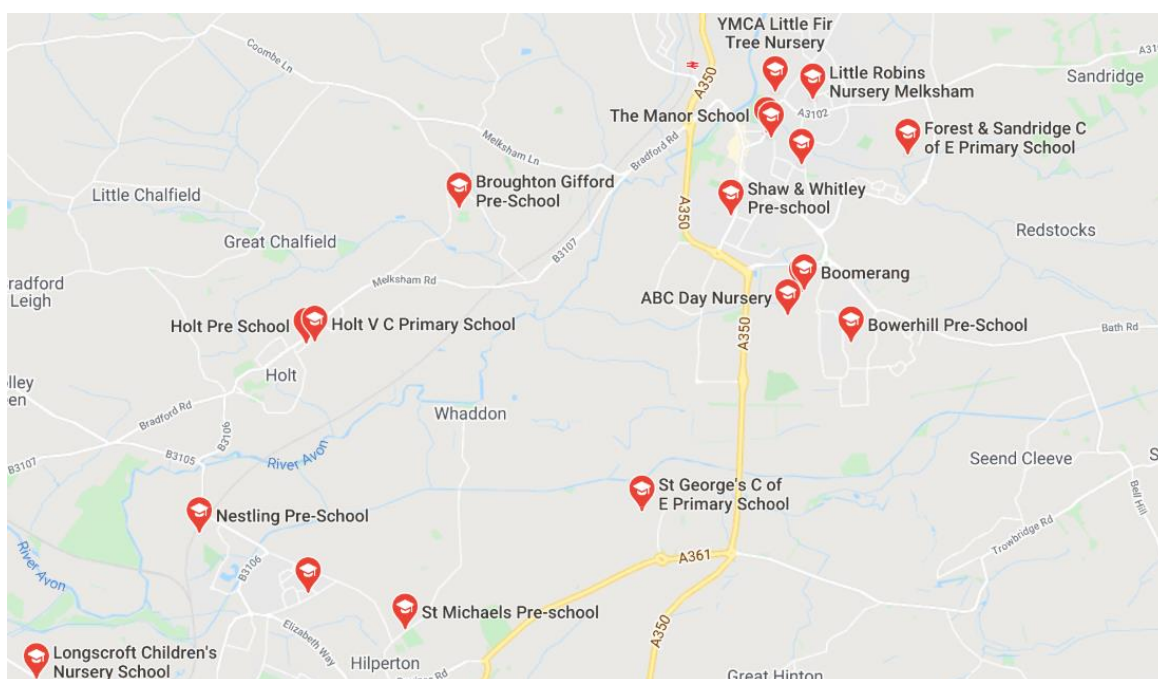 YMCA Little Fir
Tree Nursery
Coombe Ln
A350
A310
Sandridge
Little Robins
Nursery Melksham
A3102
The Manor School
Forest & Sandridge C
of E Primary School
Melksham Ln
Bradford Rd
Broughton Gifford
Pre-School
Little Chalfield
Shaw & Whitley
Pre-school
A350
Redstocks
Great Chalfield
B3107
Melksham Rd
Boomerang
ABC Day Nursery
Leigh
Holt Pre School
Holt V C Primary School
A350
Bowerhill Pre-School
Bath Rd
Holt
Whaddon
Bradford Rd
B3106
B3107
B3105
River Avon
Seend Cleeve
Bell Hill
St George's C of
E Primary School
Nestling Pre-School
Trowbridge Rd
A361
B3106
River Avon
St Michaels Pre-school
Elizabeth Way
A350
Longscroft Children's
Nursery School
Hilperton
Great Hinton